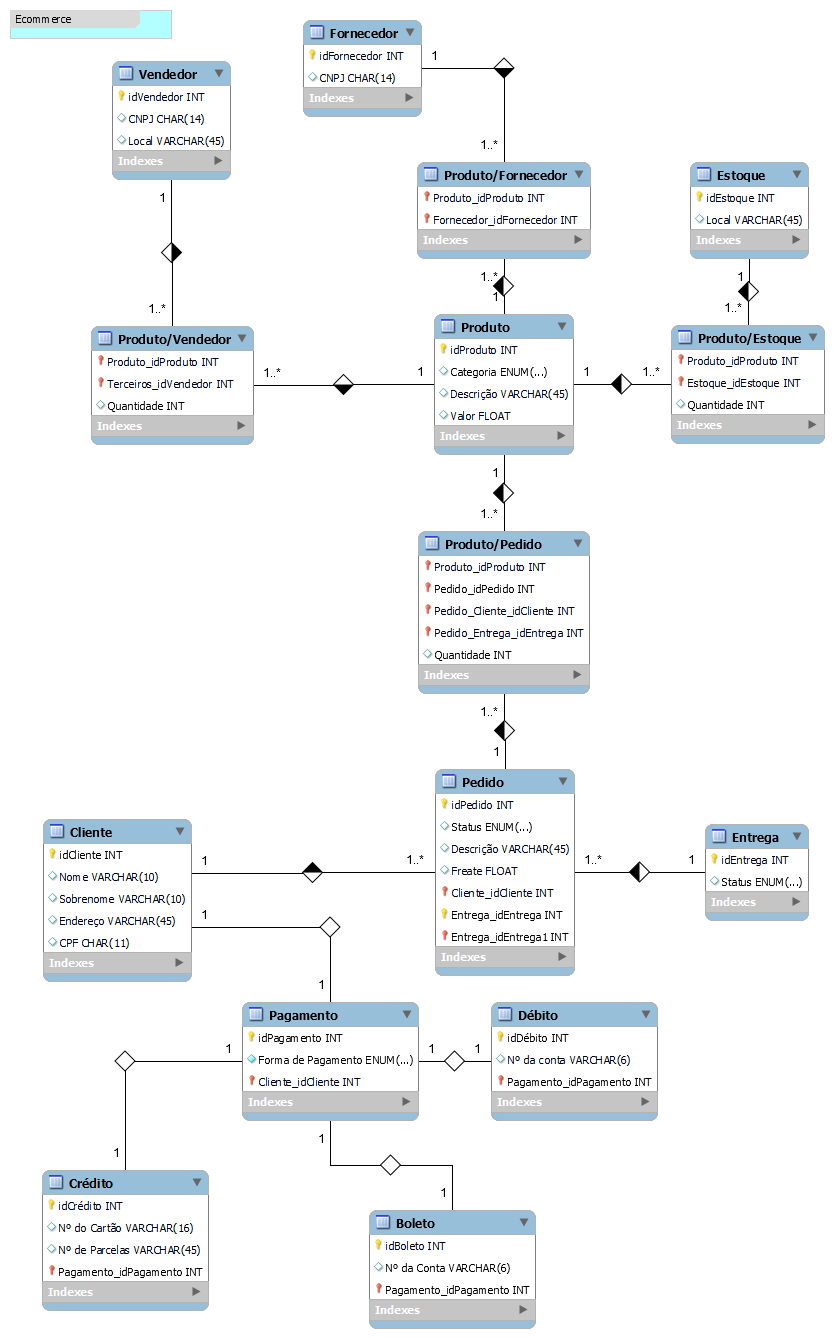 Ecommerce
Fornecedor
idFornecedor INT
CNPJ CHAR(14)
Indexes
1
1..*
Vendedor
idVendedor INT
CNPJ CHAR(14)
Local VARCHAR(45)
Indexes
1
1..*
Produto/Fornecedor
Produto_idProduto INT
Fornecedor_idFornecedor INT
Indexes
1..*
1
Estoque
idEstoque INT
Local VARCHAR(45)
Indexes
1
1..*
Produto/Vendedor
Produto_idProduto INT
Terceiros_idVendedor INT
Quantidade INT
Indexes
1..*
1
Produto
idProduto INT
Categoria ENUM(...)
Descrição VARCHAR(45)
Valor FLOAT
Indexes
1
1..*
Produto/Estoque
Produto_idProduto INT
Estoque_idEstoque INT
Quantidade INT
Indexes
1
1..*
Produto/Pedido
Produto_idProduto INT
Pedido_idPedido INT
Pedido_Cliente_idCliente INT
Pedido_Entrega_idEntrega INT
Quantidade INT
Indexes
1..*
1
Pedido
idPedido INT
Status ENUM(...)
Descrição VARCHAR(45)
Freate FLOAT
Cliente_idCliente INT
Entrega_idEntrega INT
Entrega_idEntrega1 INT
Indexes
Cliente
idCliente INT
Nome VARCHAR(10)
Sobrenome VARCHAR(10)
Endereço VARCHAR(45)
CPF CHAR(11)
Indexes
1
1..*
1..*
1
Entrega
idEntrega INT
Status ENUM(...)
Indexes
1
1
Pagamento
idPagamento INT
Forma de Pagamento ENUM(...)
Cliente_idCliente INT
Indexes
1
1
Débito
idDébito INT
Nº da conta VARCHAR(6)
Pagamento_idPagamento INT
Indexes
1
1
Crédito
idCrédito INT
Nº do Cartão VARCHAR(16)
Nº de Parcelas VARCHAR(45)
Pagamento_idPagamento INT
Indexes
1
1
Boleto
idBoleto INT
Nº da Conta VARCHAR(6)
Pagamento_idPagamento INT
Indexes